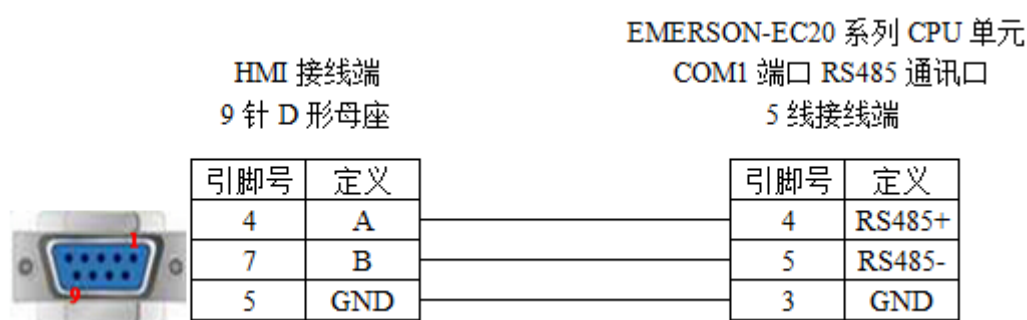 EMERSON-EC20 系列 CPU 单元
HMI 接线端
COM1 端口 RS485 通讯口
9 针 D 形母座
5 线接线端
引脚号 定义 引脚号 定义
4 A 4 RS485+
7 B 5 RS485-
5 GND 3 GND
1
9